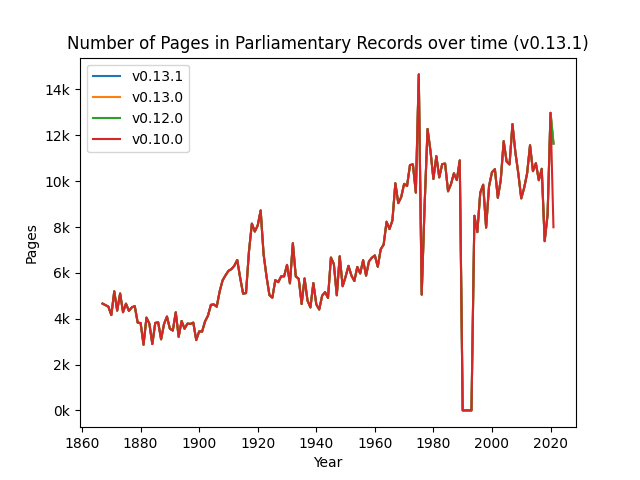 Number of Pages in Parliamentary Records over time (v0.13.1)
v0.13.1
v0.13.0
v0.12.0
v0.10.0
14k
12k
10k
8k
6k
4k
2k
0k
Pages
1860 1880 1900 1920 1940 1960 1980 2000 2020
Year